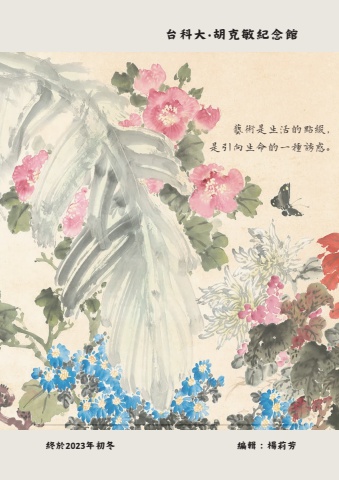 台科大·胡克敏紀念館
藝術是生活的點綴，
是引向生命的一種誘惑。
終於2023年初冬
編輯：楊莉芳